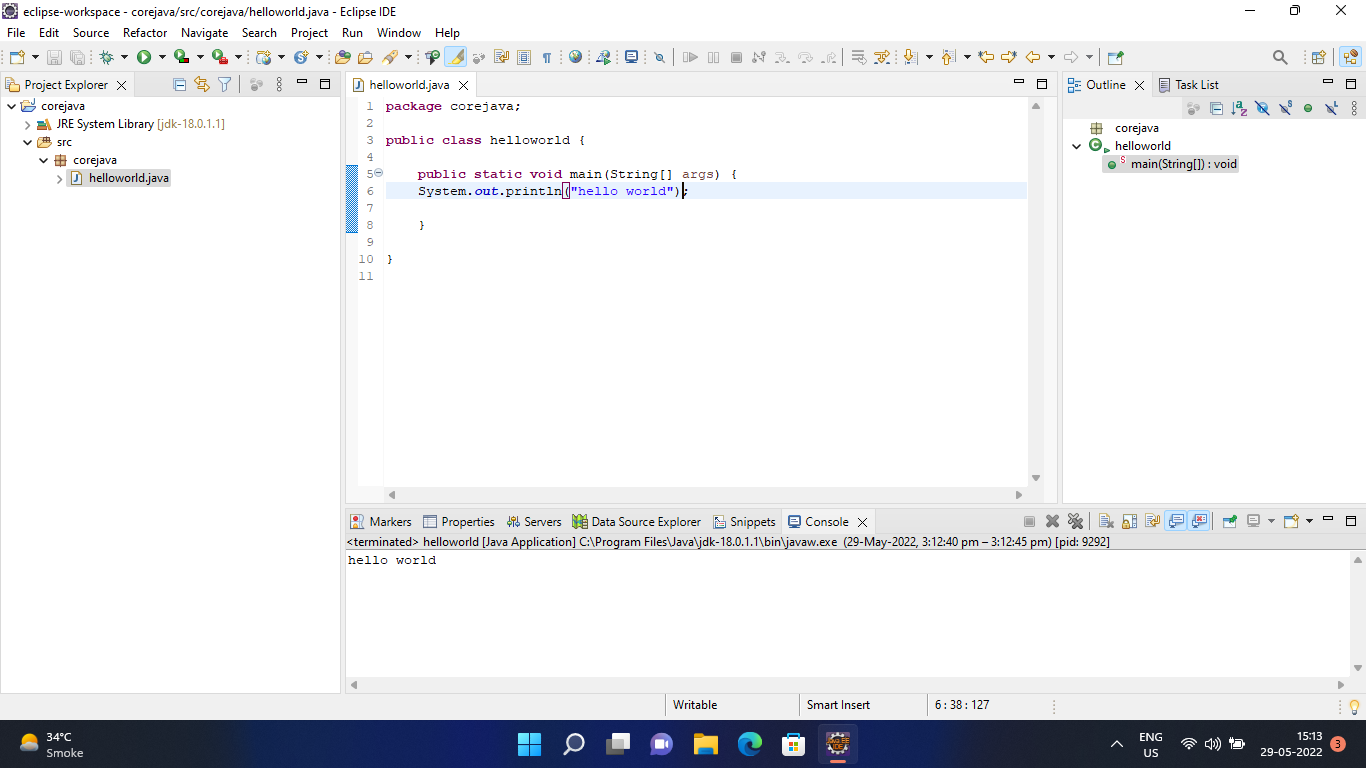 eclipse-workspace - corejava/src/corejava/helloworld.java - Eclipse IDE
File Edit Source Refactor Navigate Search Project Run Window Help
Project Explorer
corejava
JRE System Library [jdk-18.0.1.1]
src
corejava
helloworld.java
helloworld.java
1 package corejava;
2
3 public class helloworld {
4
5 public static void main(String[] args) {
6 System.out.println("hello world");
7
8 }
9
10 }
11
Outline Task List
corejava
helloworld
main(String[]) : void
Markers Properties Servers Data Source Explorer Snippets Console
<terminated> helloworld [Java Application] C:\Program Files\Java\jdk-18.0.1.1\bin\javaw.exe (29-May-2022, 3:12:40 pm – 3:12:45 pm) [pid: 9292]
hello world
Writable Smart Insert 6 : 38 : 127
34°C
Smoke
Java EE
IDE
ENG
US
15:13
29-05-2022
3